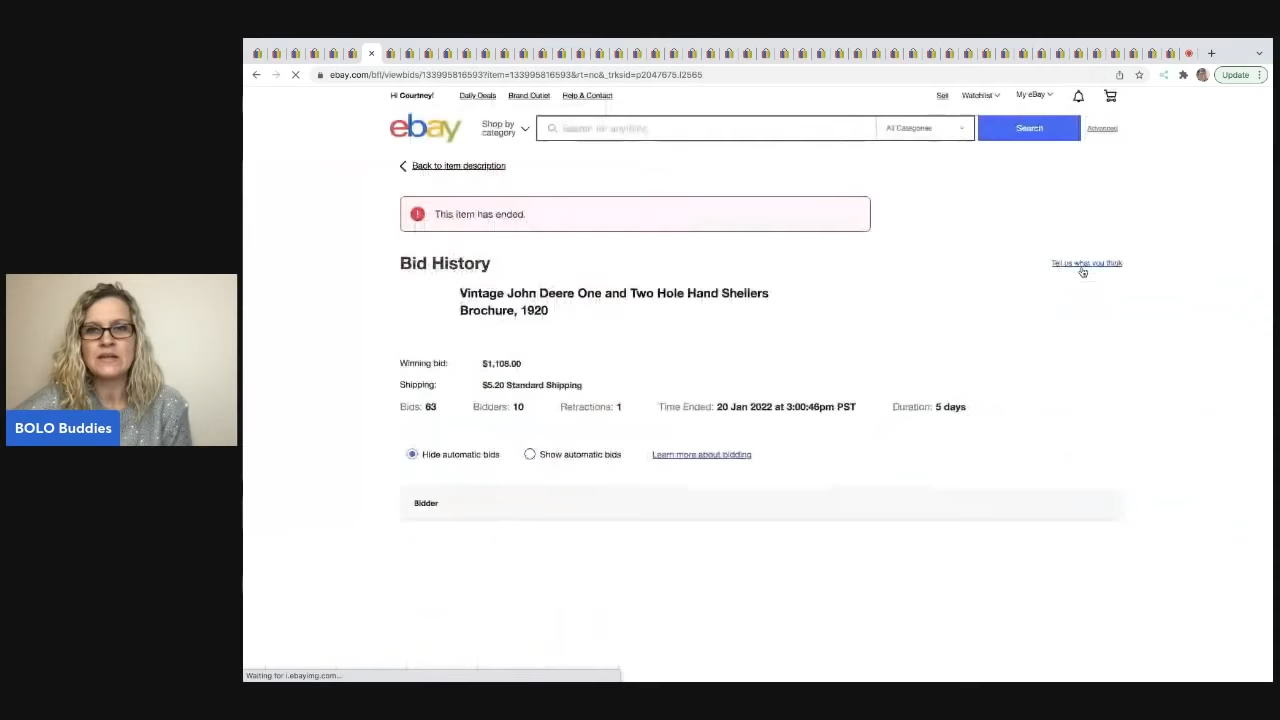 ebay.com/bfl/viewbids/133995816593?item=133995816593&rt=nc&_trksid=p2047675.l2565
Update
Hi Courtney!
Daily Deals
Brand Outlet
Help & Contact
Sell
Watchlist
My eBay
ebay
Shop by
category
Search for anything
All Categories
Search
Advanced
Back to item description
This item has ended.
Bid History
Tell us what you think
Vintage John Deere One and Two Hole Hand Shellers
Brochure, 1920
Winning bid: $1,108.00
Shipping: $5.20 Standard Shipping
Bids: 63 Bidders: 10 Retractions: 1 Time Ended: 20 Jan 2022 at 3:00:46pm PST Duration: 5 days
Hide automatic bids Show automatic bids Learn more about bidding
Bidder
BOLO Buddies
Waiting for i.ebayimg.com...